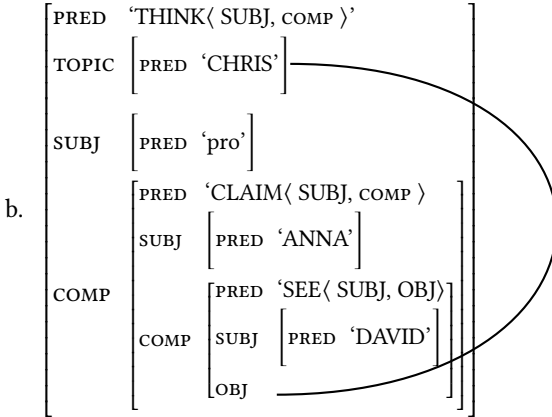 PRED ‘THINK⟨ SUBJ, COMP ⟩’
TOPIC [PRED ‘CHRIS’]
SUBJ [PRED ‘pro’]
b.
PRED ‘CLAIM⟨ SUBJ, COMP ⟩
SUBJ [PRED ‘ANNA’]
COMP
PRED ‘SEE⟨ SUBJ, OBJ⟩
COMP SUBJ [PRED ‘DAVID’]
OBJ